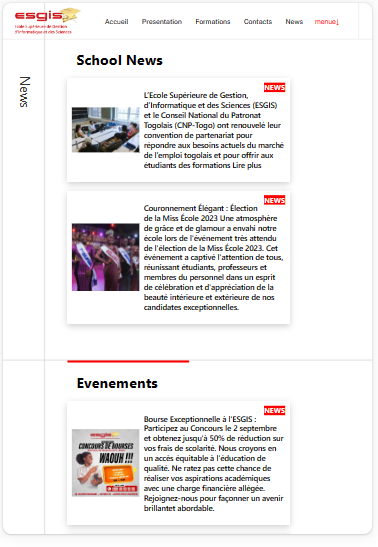 esgis
Ecole Supérieure de Gestion
d'Informatique et des Sciences
Accueil Presentation Formations Contacts News menue↓
News
School News
NEWS
L'Ecole Supérieure de Gestion,
d'Informatique et des Sciences (ESGIS)
et le Conseil National du Patronat
Togolais (CNP-Togo) ont renouvelé leur
convention de partenariat pour
répondre aux besoins actuels du marché
de l'emploi togolais et pour offrir aux
étudiants des formations Lire plus
NEWS
Couronnement Élégant : Élection
de la Miss École 2023 Une atmosphère
de grâce et de glamour a envahi notre
école lors de l'événement très attendu
de l'élection de la Miss École 2023. Cet
événement a captivé l'attention de tous,
réunissant étudiants, professeurs et
membres du personnel dans un esprit
de célébration et d'appréciation de la
beauté intérieure et extérieure de nos
candidates exceptionnelles.
Evenements
NEWS
esgis
CONCOURS DE BOURSES
WAOUH !!!
Bourse Exceptionnelle à l'ESGIS :
Participez au Concours le 2 septembre
et obtenez jusqu'à 50% de réduction sur
vos frais de scolarité. Nous croyons en
un accès équitable à l'éducation de
qualité. Ne ratez pas cette chance de
réaliser vos aspirations académiques
avec une charge financière allégée.
Rejoignez-nous pour façonner un avenir
brillantet abordable.